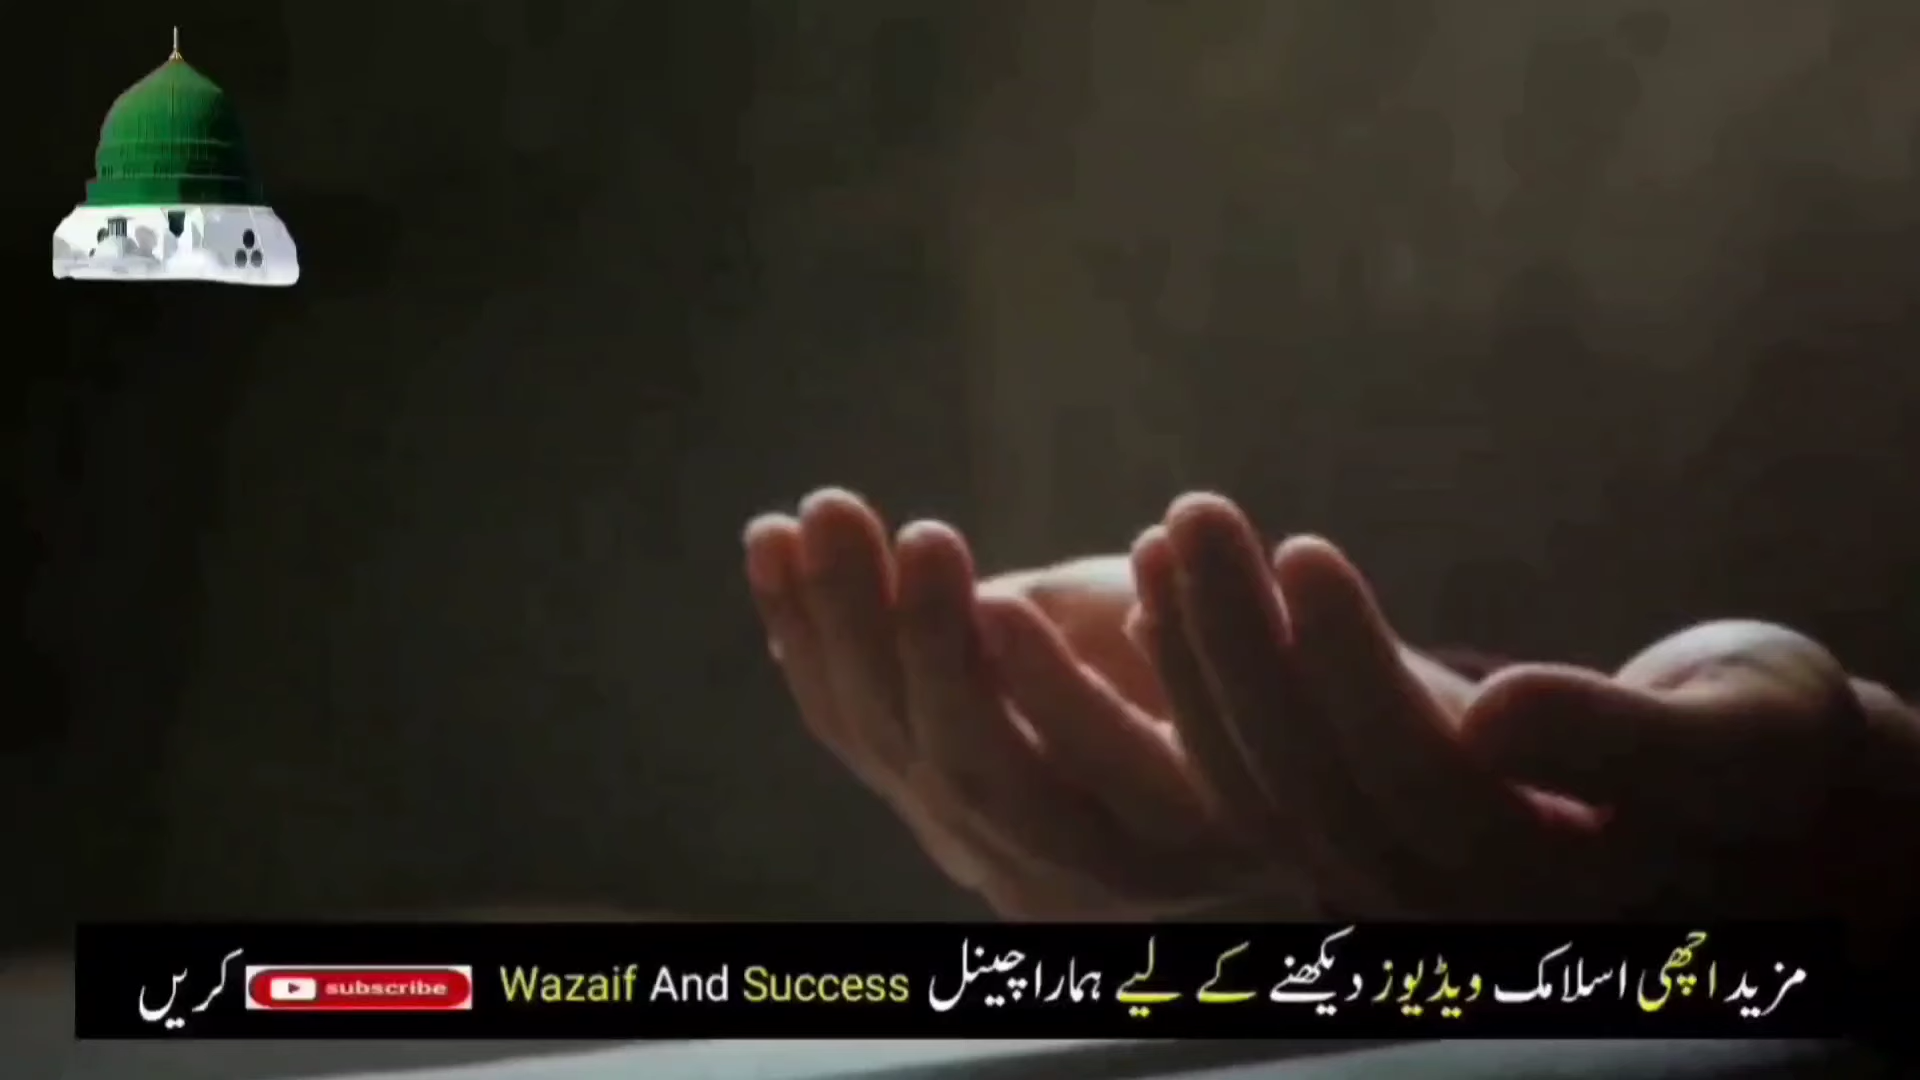 مزید اچھی اسلامک ویڈیوز دیکھنے کے لیے ہمارا چینل Wazaif And Success subscribe کریں